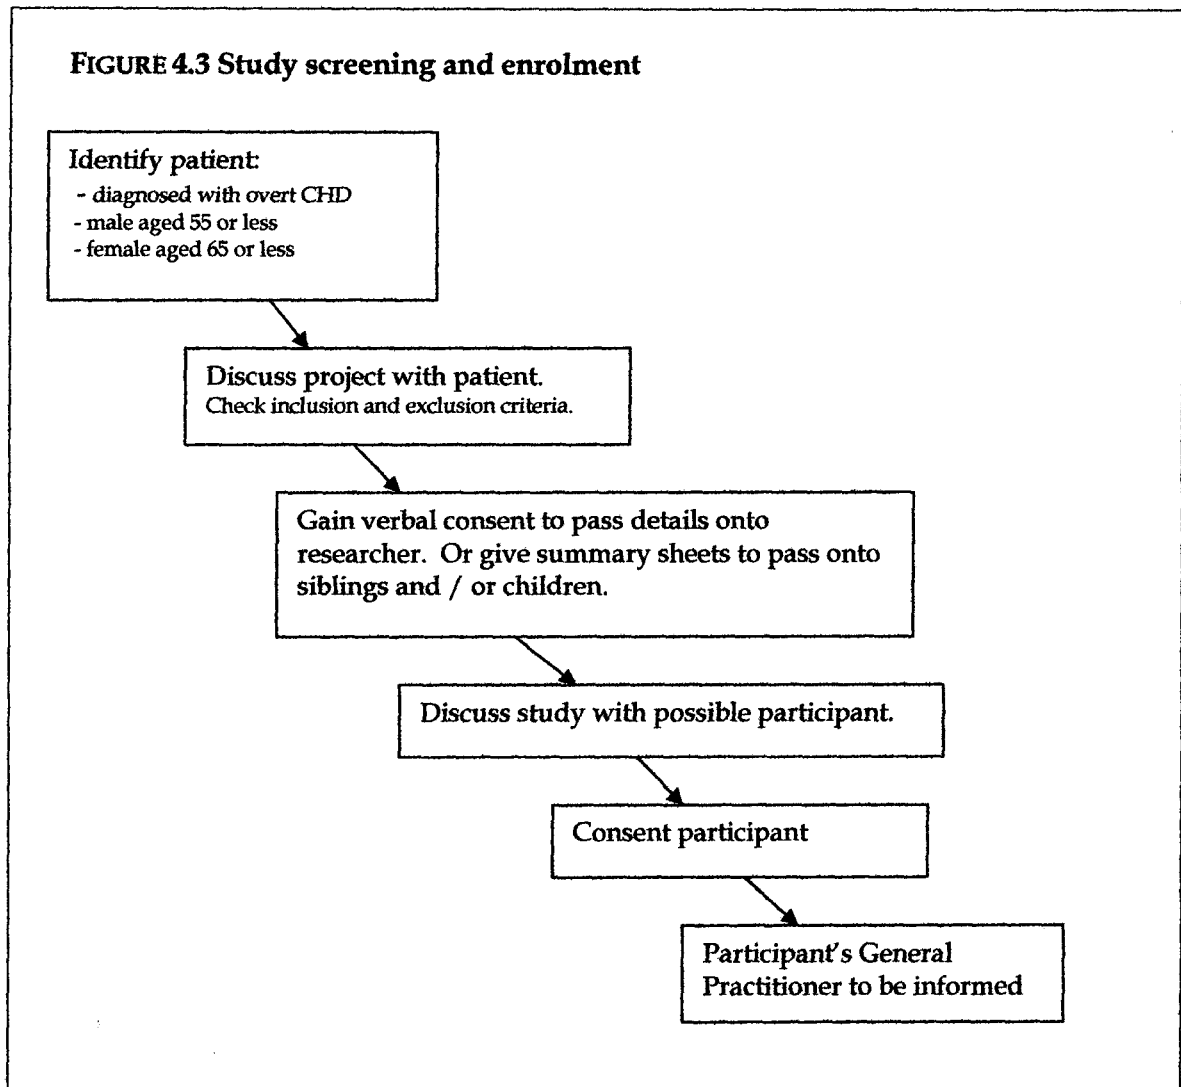 FIGURE 4.3 Study screening and enrolment
Identify patient:
- diagnosed with overt CHD
- male aged 55 or less
- female aged 65 or less
Discuss project with patient.
Check inclusion and exclusion criteria.
Gain verbal consent to pass details onto
researcher. Or give summary sheets to pass onto
siblings and / or children.
Discuss study with possible participant.
Consent participant
Participant's General
Practitioner to be informed